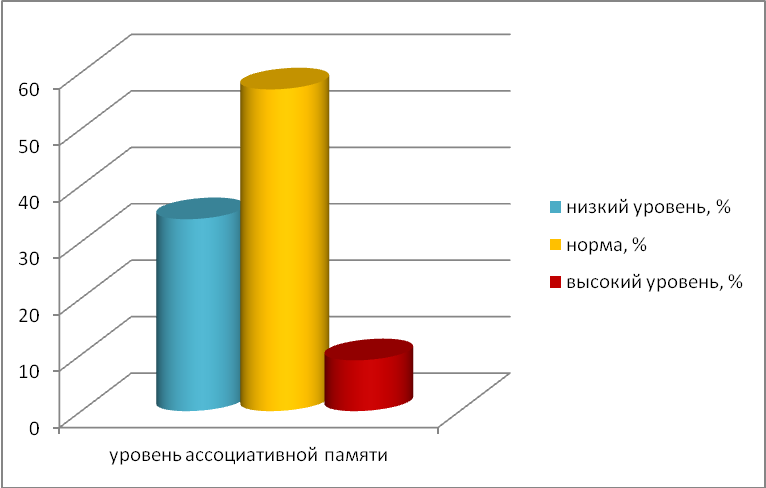 60
50
40
30
20
10
0
уровень ассоциативной памяти
низкий уровень, %
норма, %
высокий уровень, %